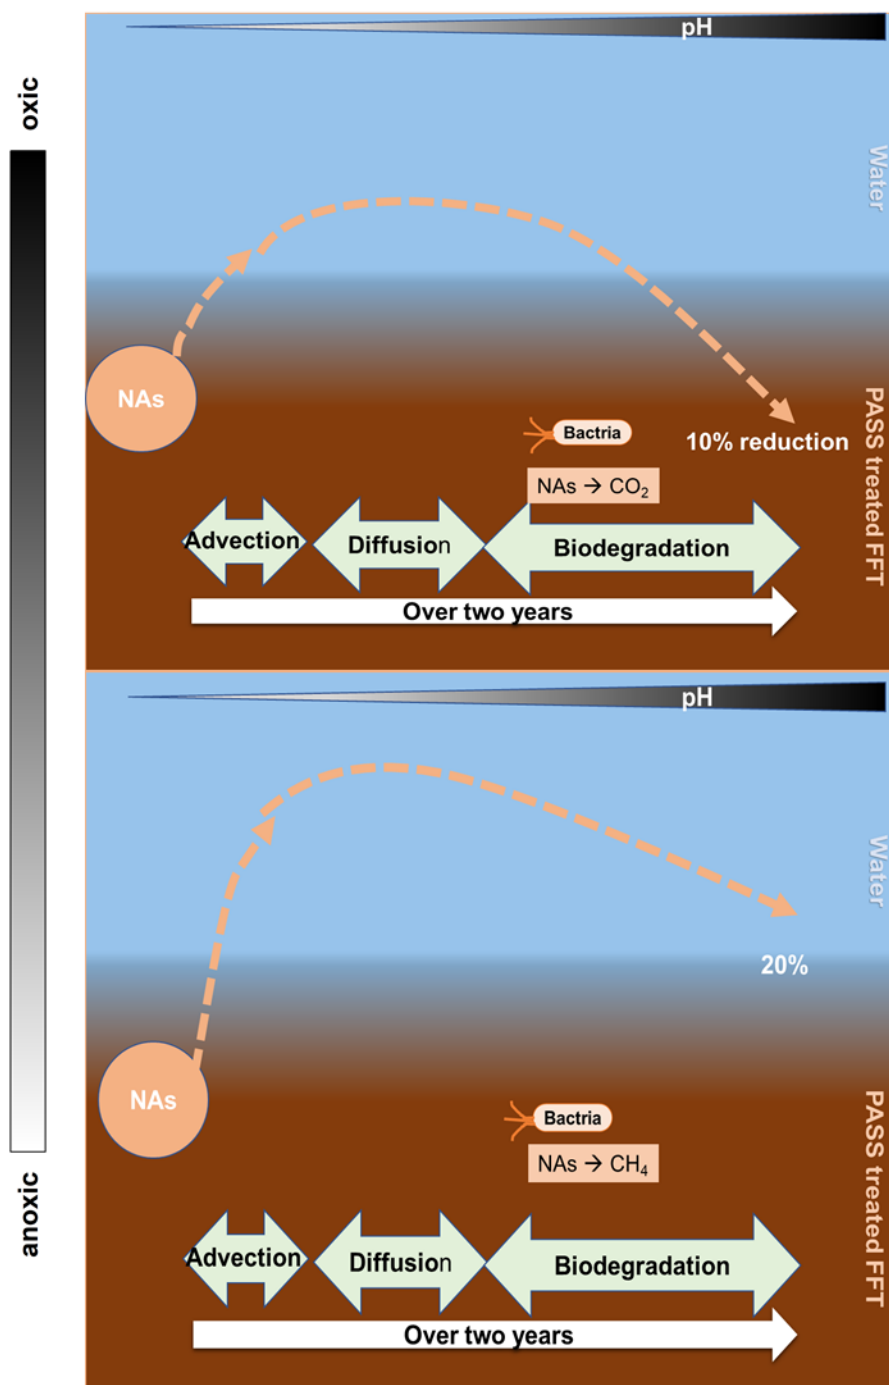 oxic
anoxic
pH
Water
NAs
Bactria
10% reduction
NAs → CO₂
PASS treated FFT
Advection
Diffusion
Biodegradation
Over two years
pH
Water
20%
NAs
Bactria
NAs → CH₄
PASS treated FFT
Advection
Diffusion
Biodegradation
Over two years